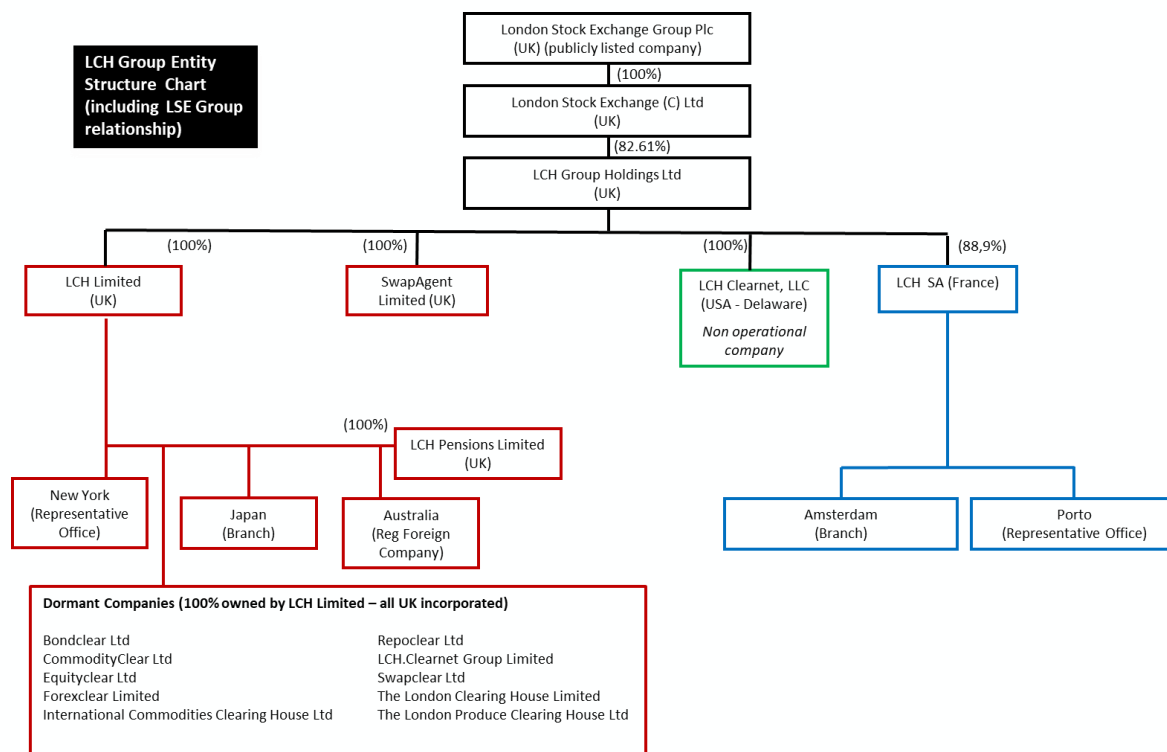 London Stock Exchange Group Plc
(UK) (publicly listed company)
LCH Group Entity
Structure Chart
(including LSE Group
relationship)
(100%)
London Stock Exchange (C) Ltd
(UK)
(82.61%)
LCH Group Holdings Ltd
(UK)
(100%)
(100%)
(100%)
(88,9%)
LCH Limited
(UK)
SwapAgent
Limited (UK)
LCH Clearnet, LLC
(USA - Delaware)
Non operational
company
LCH SA (France)
(100%)
LCH Pensions Limited
(UK)
New York
(Representative
Office)
Japan
(Branch)
Australia
(Reg Foreign
Company)
Amsterdam
(Branch)
Porto
(Representative Office)
Dormant Companies (100% owned by LCH Limited – all UK incorporated)
Bondclear Ltd
CommodityClear Ltd
Equityclear Ltd
Forexclear Limited
International Commodities Clearing House Ltd
Repoclear Ltd
LCH.Clearnet Group Limited
Swapclear Ltd
The London Clearing House Limited
The London Produce Clearing House Ltd